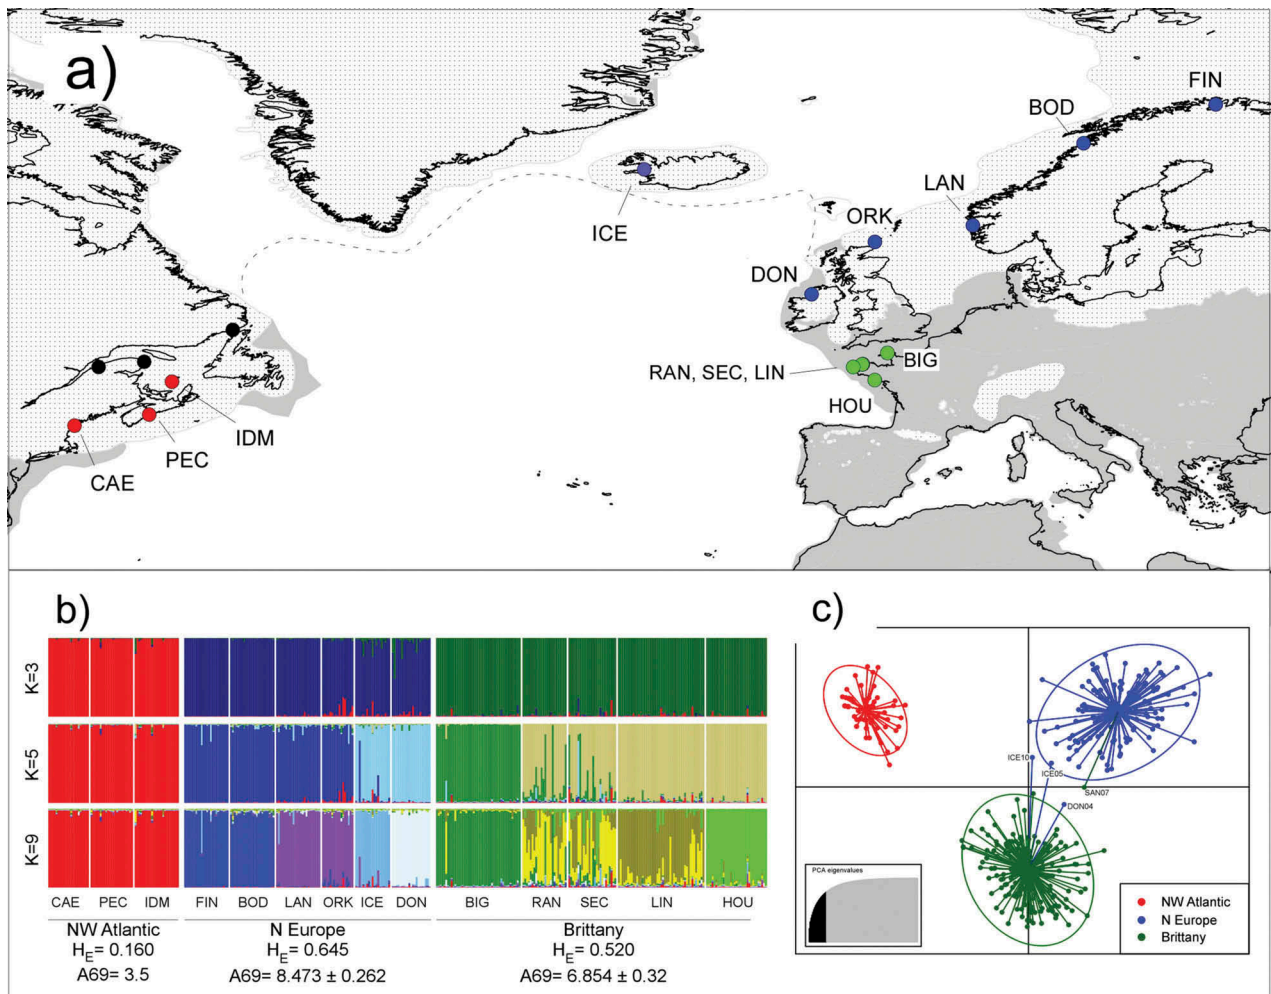 a)
FIN
BOD
LAN
ICE
ORK
DON
BIG
RAN, SEC, LIN
HOU
IDM
PEC
CAE
b)
K=3
K=5
K=9
CAE PEC IDM FIN BOD LAN ORK ICE DON BIG RAN SEC LIN HOU
NW Atlantic
HE= 0.160
A69= 3.5
N Europe
HE= 0.645
A69= 8.473 ± 0.262
Brittany
HE= 0.520
A69= 6.854 ± 0.32
c)
ICE10
ICE05
SAN07
DON04
PCA eigenvalues
NW Atlantic
N Europe
Brittany